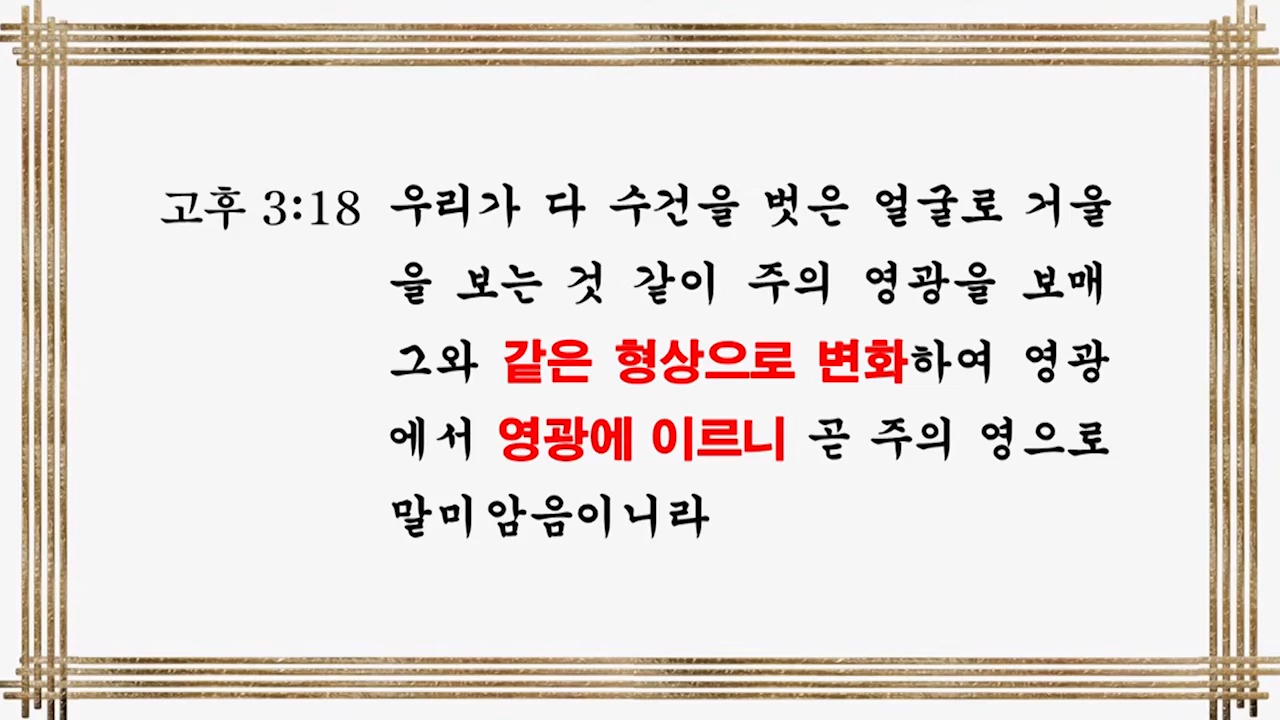 고후 3:18 우리가 다 수건을 벗은 얼굴로 거울
을 보는 것 같이 주의 영광을 보매
그와 같은 형상으로 변화하여 영광
에서 영광에 이르니 곧 주의 영으로
말미암음이니라